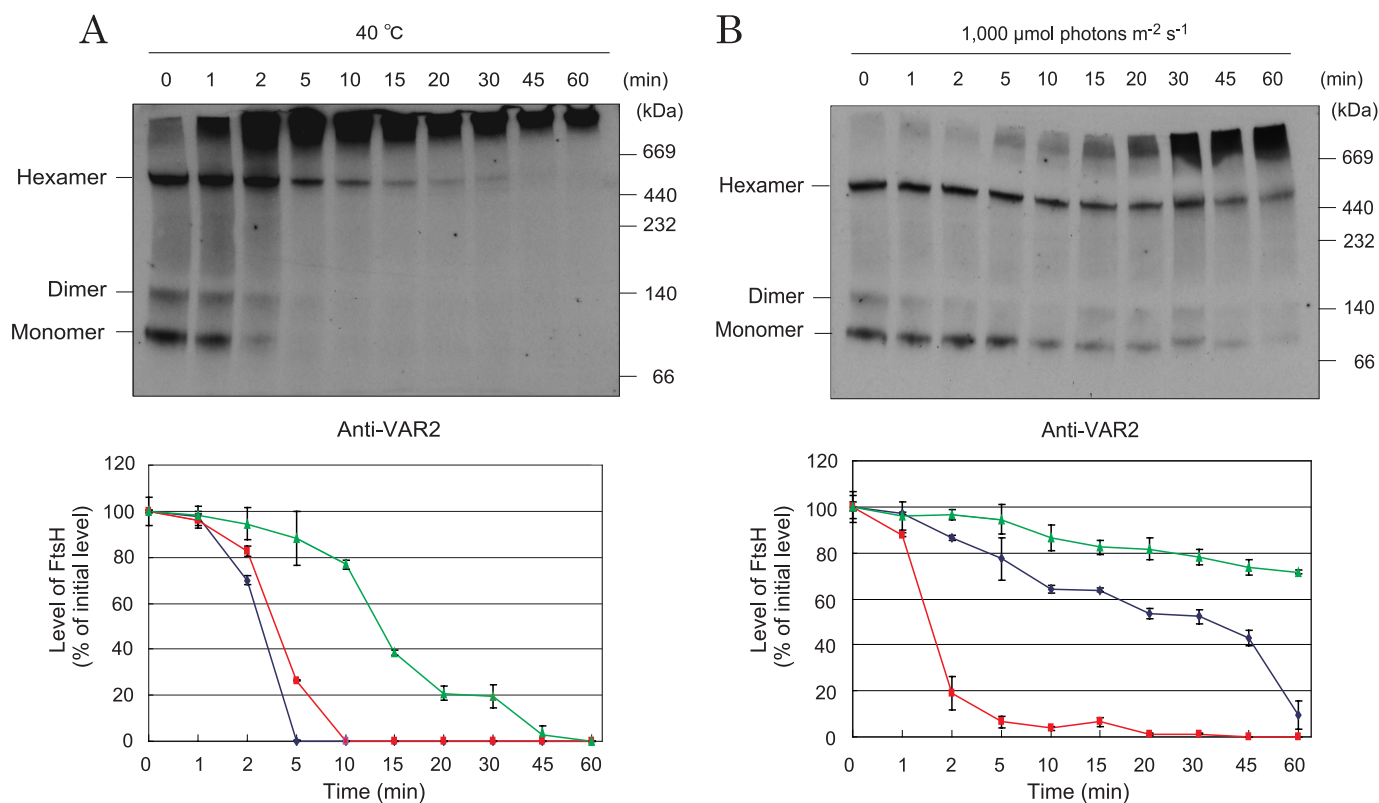 A
40 °C
0 1 2 5 10 15 20 30 45 60 (min)
(kDa)
669
Hexamer
440
232
Dimer
140
Monomer
66
Anti-VAR2
Level of FtsH
(% of initial level)
120
100
80
60
40
20
0
0 1 2 5 10 15 20 30 45 60
Time (min)
B
1,000 µmol photons m⁻² s⁻¹
0 1 2 5 10 15 20 30 45 60 (min)
(kDa)
669
Hexamer
440
232
Dimer
140
Monomer
66
Anti-VAR2
Level of FtsH
(% of initial level)
120
100
80
60
40
20
0
0 1 2 5 10 15 20 30 45 60
Time (min)